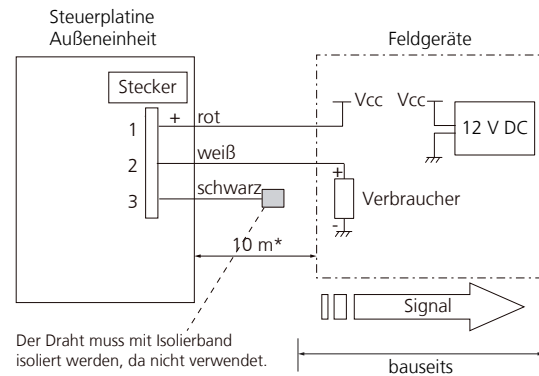 Steuerplatine
Außeneinheit
Feldgeräte
Stecker
1
+
rot
Vcc
Vcc
12 V DC
2
weiß
+
3
schwarz
Verbraucher
-
10 m*
Signal
Der Draht muss mit Isolierband
isoliert werden, da nicht verwendet.
bauseits